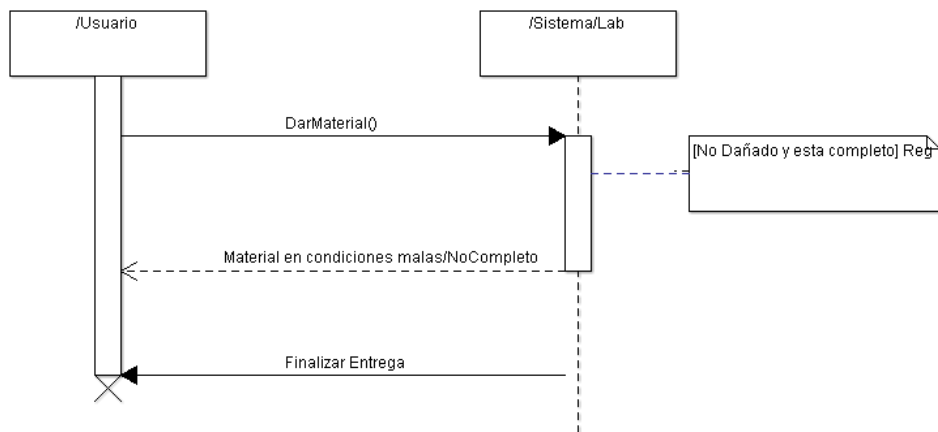 /Usuario
/Sistema/Lab
DarMaterial()
[No Dañado y esta completo] Reg
Material en condiciones malas/NoCompleto
Finalizar Entrega